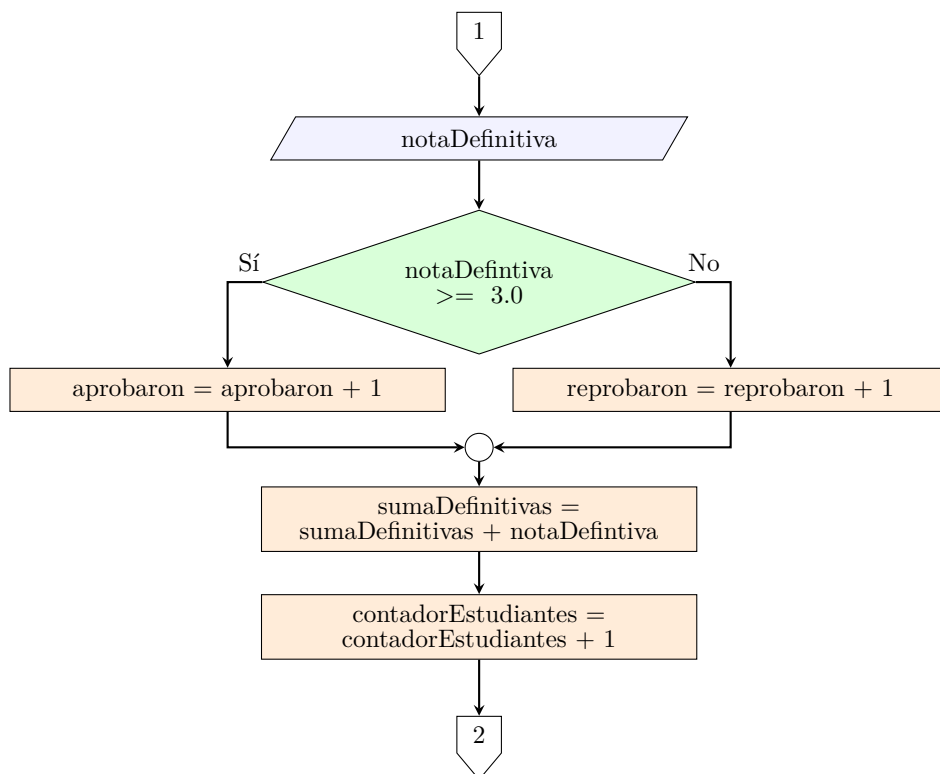 1
notaDefinitiva
notaDefintiva
>= 3.0
Sí
No
aprobaron = aprobaron + 1
reprobaron = reprobaron + 1
sumaDefinitivas =
sumaDefinitivas + notaDefintiva
contadorEstudiantes =
contadorEstudiantes + 1
2